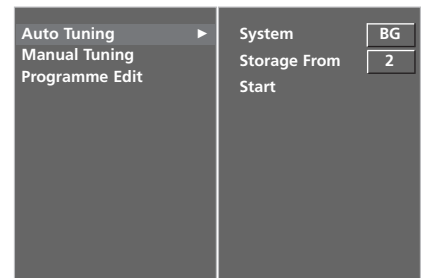 Auto Tuning ►
Manual Tuning
Programme Edit
System BG
Storage From 2
Start